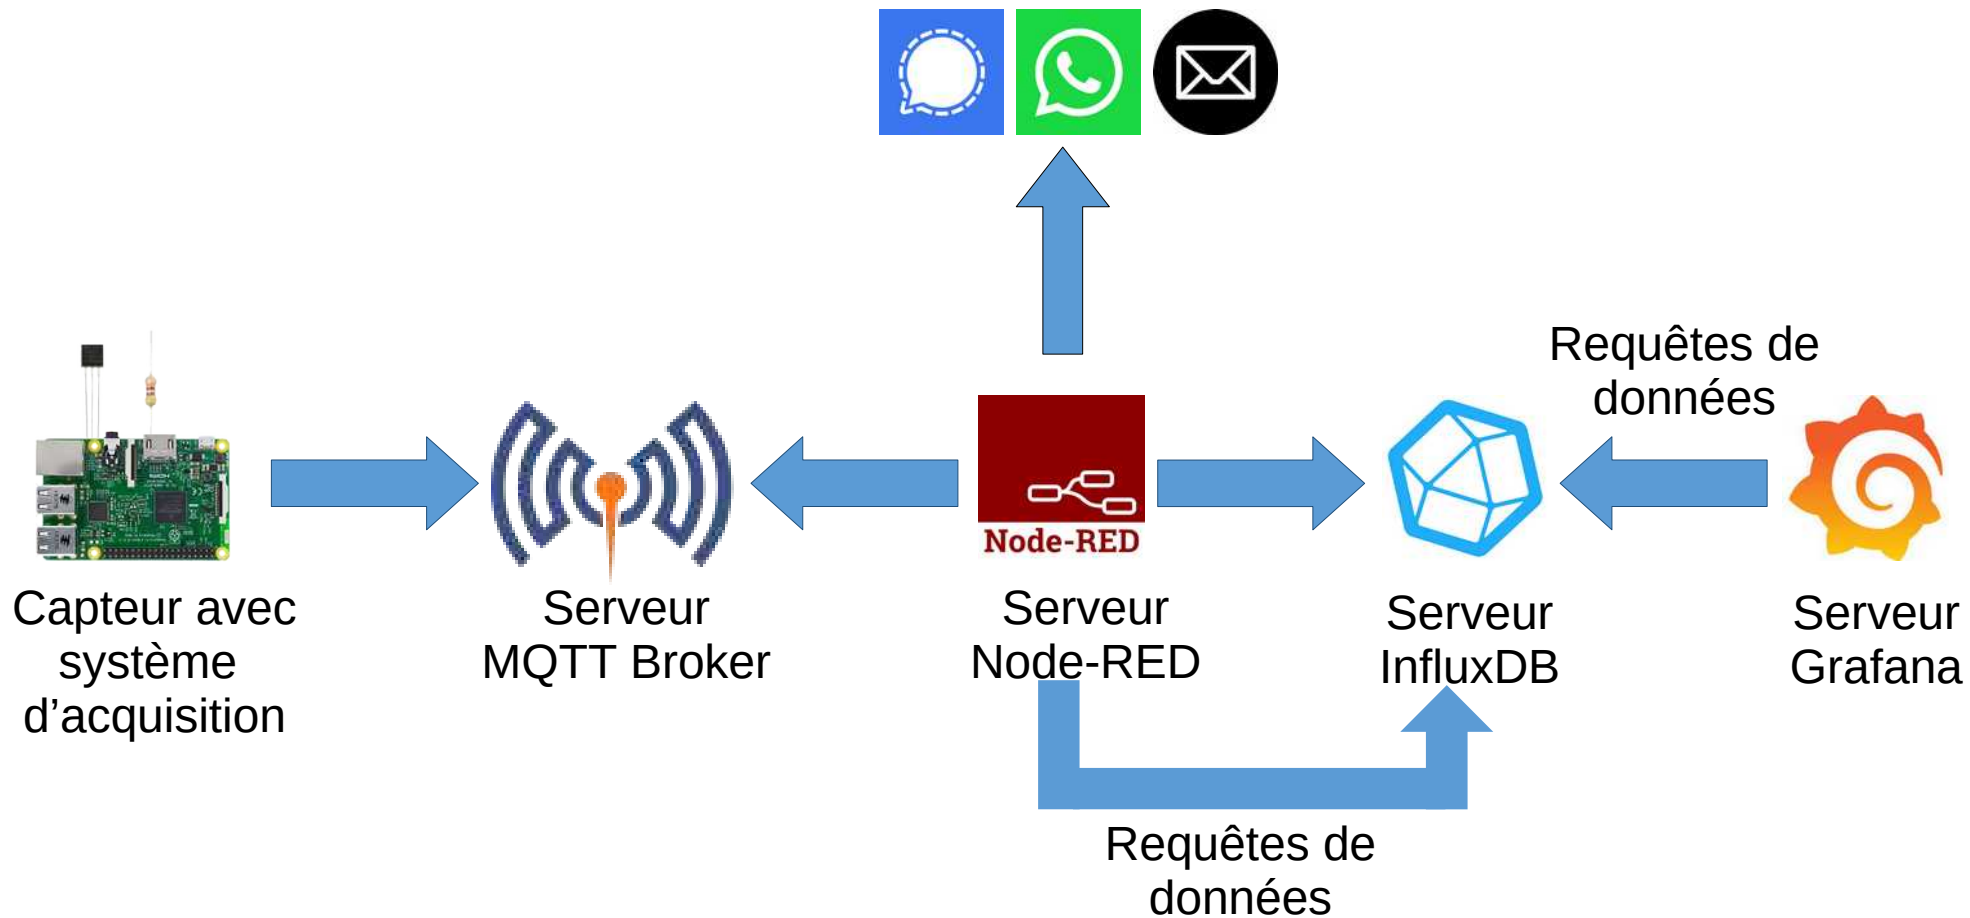 Requêtes de
données
Node-RED
Capteur avec
système
d’acquisition
Serveur
MQTT Broker
Serveur
Node-RED
Serveur
InfluxDB
Serveur
Grafana
Requêtes de
données